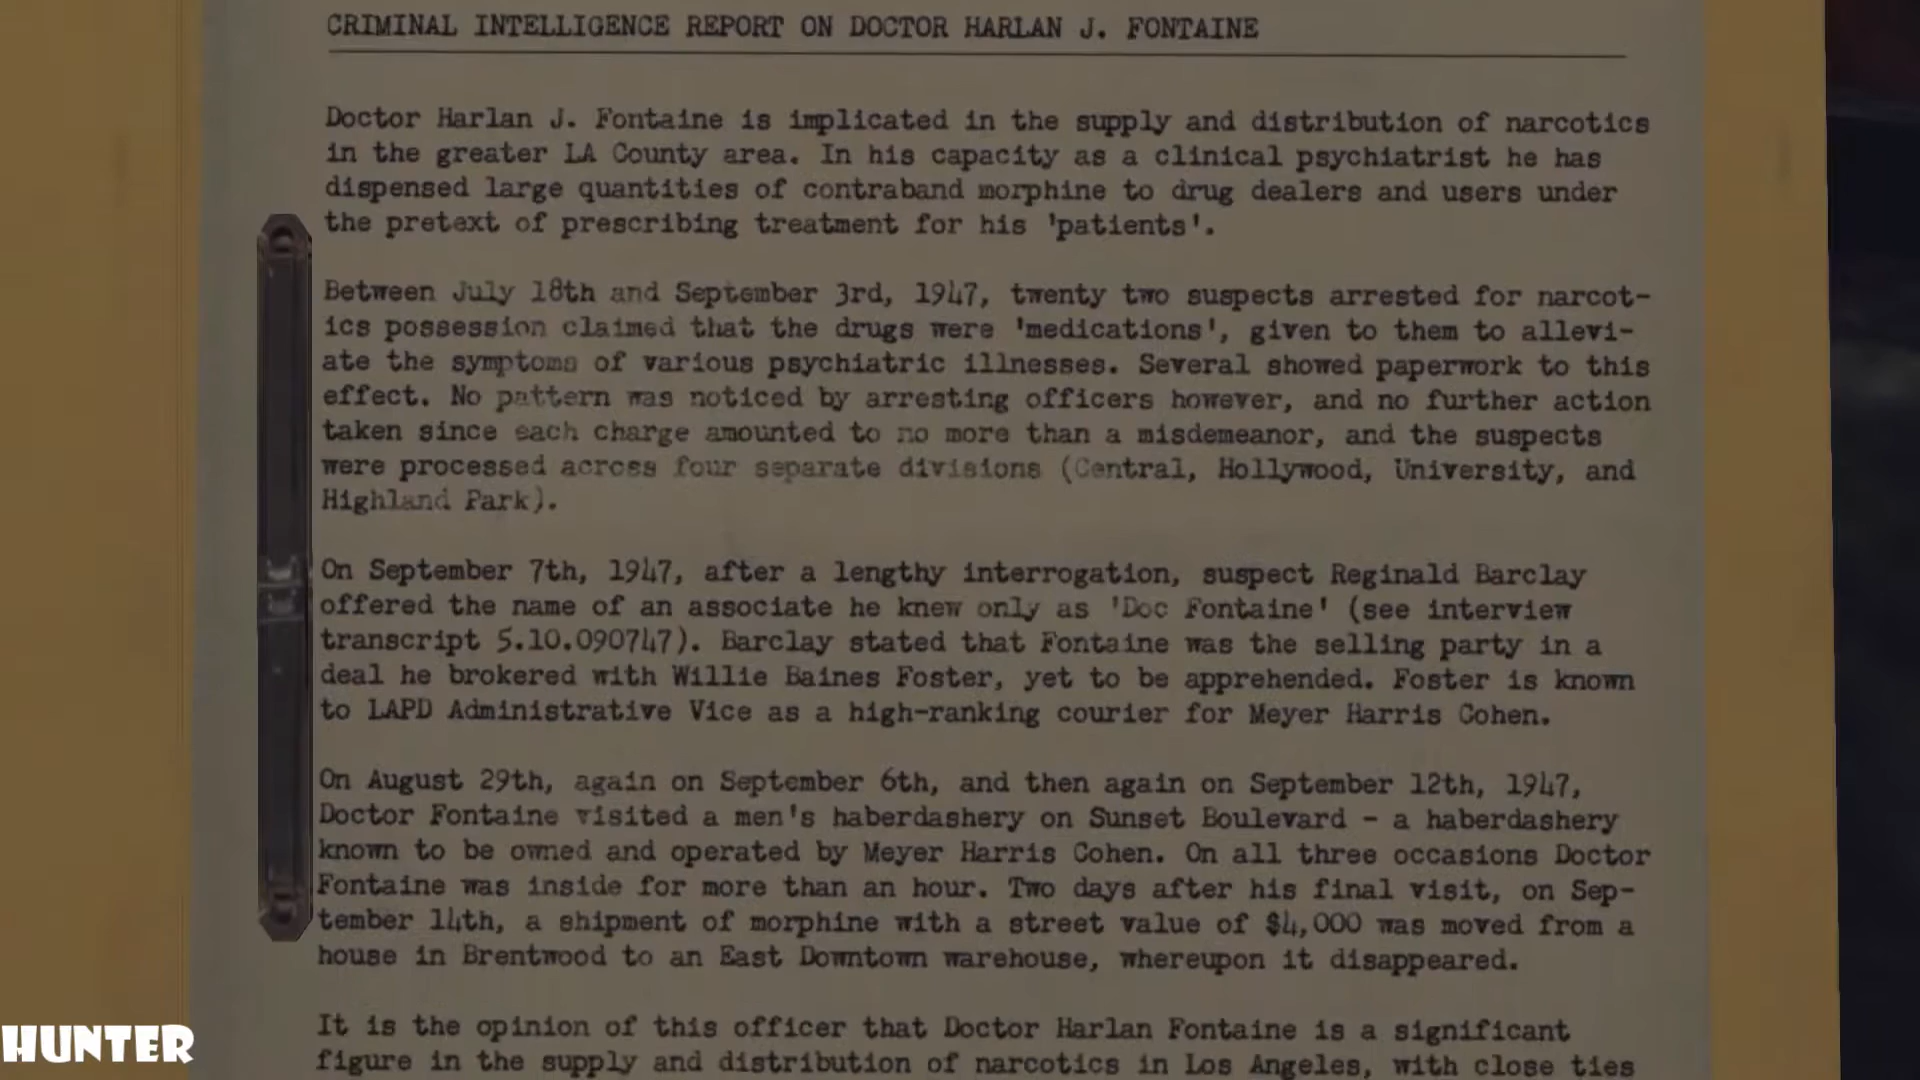 CRIMINAL INTELLIGENCE REPORT ON DOCTOR HARLAN J. FONTAINE
Doctor Harlan J. Fontaine is implicated in the supply and distribution of narcotics
in the greater LA County area. In his capacity as a clinical psychiatrist he has
dispensed large quantities of contraband morphine to drug dealers and users under
the pretext of prescribing treatment for his 'patients'.
Between July 18th and September 3rd, 1947, twenty two suspects arrested for narcot-
ics possession claimed that the drugs were 'medications', given to them to allevi-
ate the symptoms of various psychiatric illnesses. Several showed paperwork to this
effect. No pattern was noticed by arresting officers however, and no further action
taken since each charge amounted to no more than a misdemeanor, and the suspects
were processed across four separate divisions (Central, Hollywood, University, and
Highland Park).
On September 7th, 1947, after a lengthy interrogation, suspect Reginald Barclay
offered the name of an associate he knew only as 'Doc Fontaine' (see interview
transcript 5.10.090747). Barclay stated that Fontaine was the selling party in a
deal he brokered with Willie Baines Foster, yet to be apprehended. Foster is known
to LAPD Administrative Vice as a high-ranking courier for Meyer Harris Cohen.
On August 29th, again on September 6th, and then again on September 12th, 1947,
Doctor Fontaine visited a men's haberdashery on Sunset Boulevard - a haberdashery
known to be owned and operated by Meyer Harris Cohen. On all three occasions Doctor
Fontaine was inside for more than an hour. Two days after his final visit, on Sep-
tember 14th, a shipment of morphine with a street value of $4,000 was moved from a
house in Brentwood to an East Downtown warehouse, whereupon it disappeared.
It is the opinion of this officer that Doctor Harlan Fontaine is a significant
figure in the supply and distribution of narcotics in Los Angeles, with close ties
HUNTER